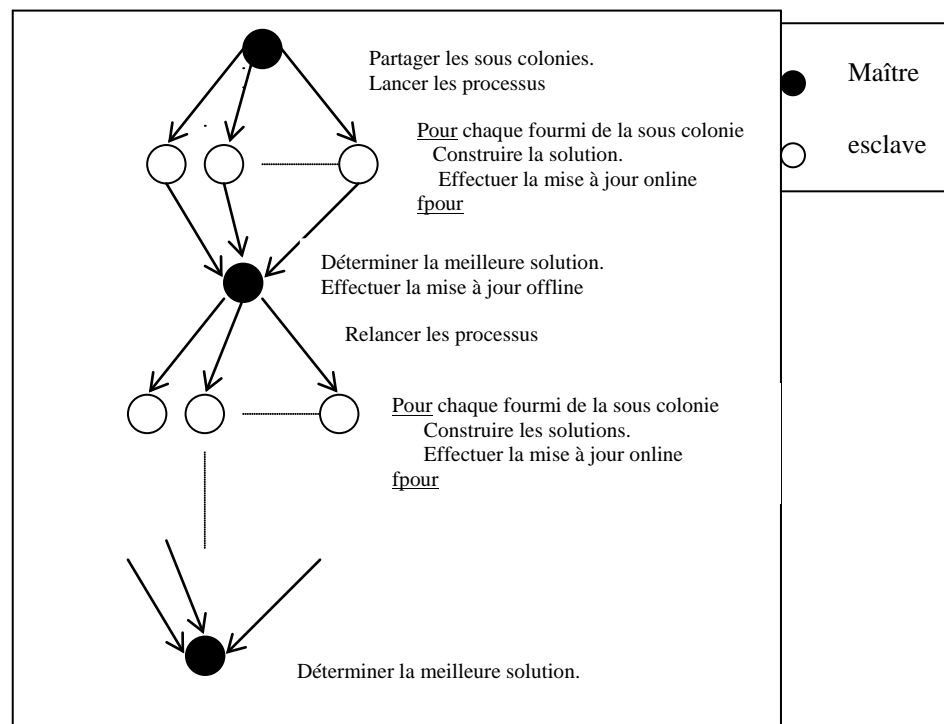 Partager les sous colonies.
Lancer les processus
Maître
esclave
Pour chaque fourmi de la sous colonie
Construire la solution.
Effectuer la mise à jour online
fpour
Déterminer la meilleure solution.
Effectuer la mise à jour offline
Relancer les processus
Pour chaque fourmi de la sous colonie
Construire les solutions.
Effectuer la mise à jour online
fpour
Déterminer la meilleure solution.